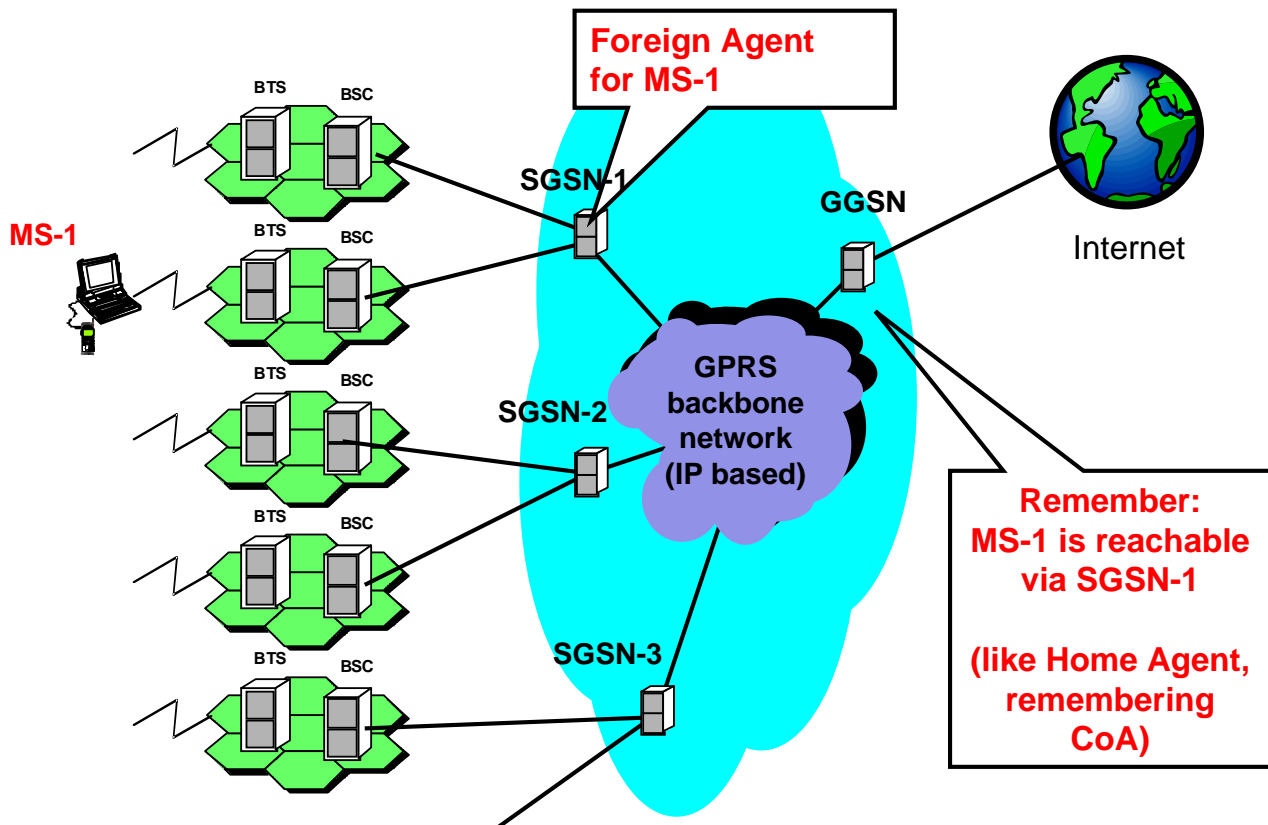 Foreign Agent
for MS-1
BTS
BSC
SGSN-1
GGSN
Internet
MS-1
BTS
BSC
GPRS
backbone
network
(IP based)
BTS
BSC
SGSN-2
Remember:
MS-1 is reachable
via SGSN-1
(like Home Agent,
remembering
CoA)
BTS
BSC
SGSN-3
BTS
BSC